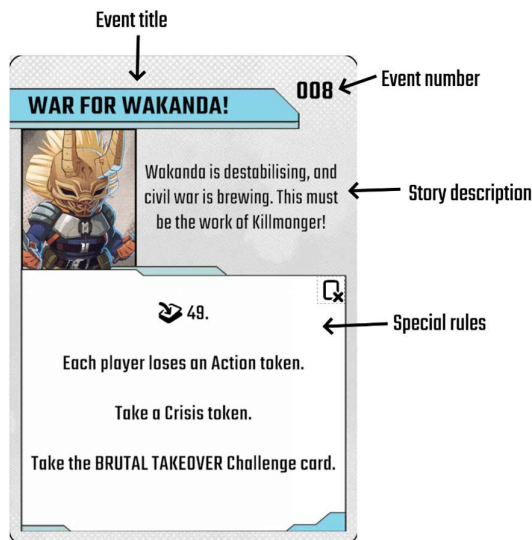 Event title
008
Event number
WAR FOR WAKANDA!
Wakanda is destabilising, and
civil war is brewing. This must
be the work of Killmonger!
Story description
49.
Special rules
Each player loses an Action token.
Take a Crisis token.
Take the BRUTAL TAKEOVER Challenge card.